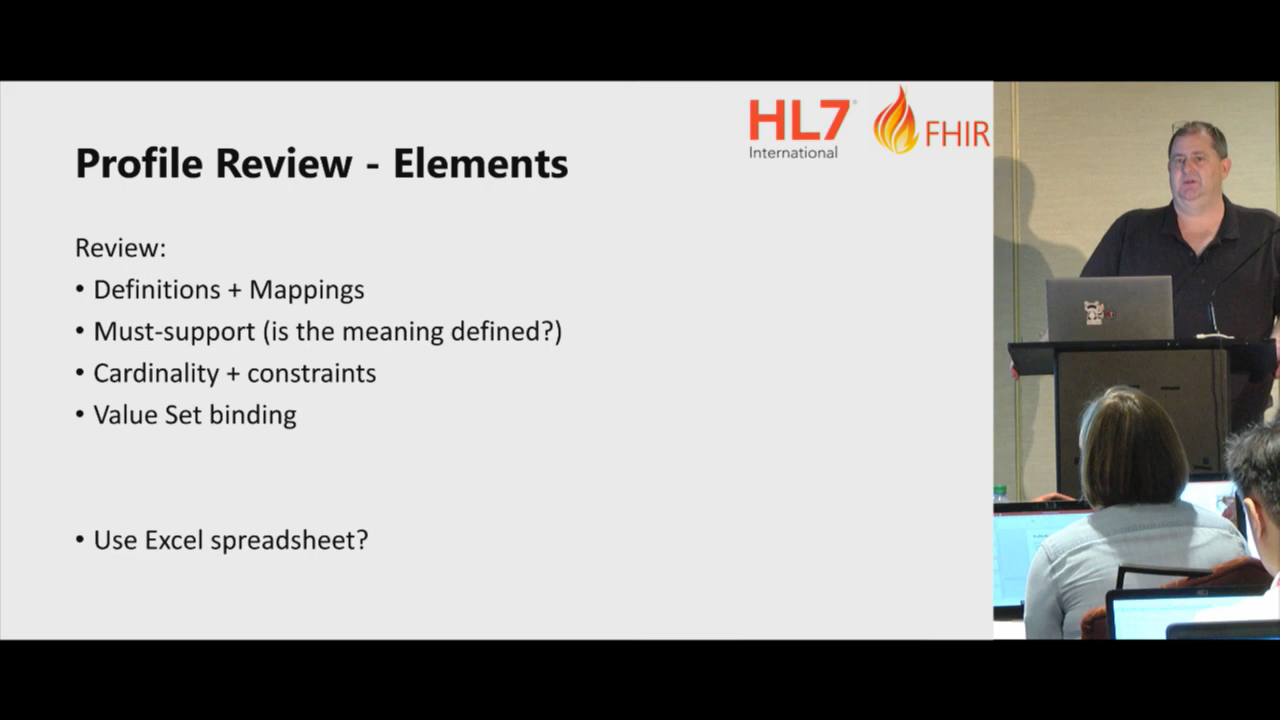 HL7
International
FHIR
Profile Review - Elements
Review:
• Definitions + Mappings
• Must-support (is the meaning defined?)
• Cardinality + constraints
• Value Set binding
• Use Excel spreadsheet?